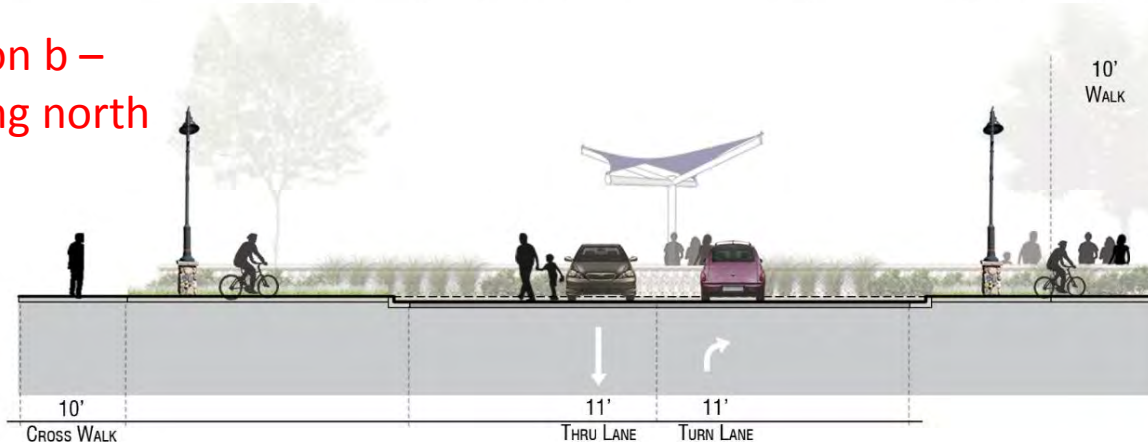 on b –
ng north
10'
WALK
10'
CROSS WALK
11'
THRU LANE
11'
TURN LANE